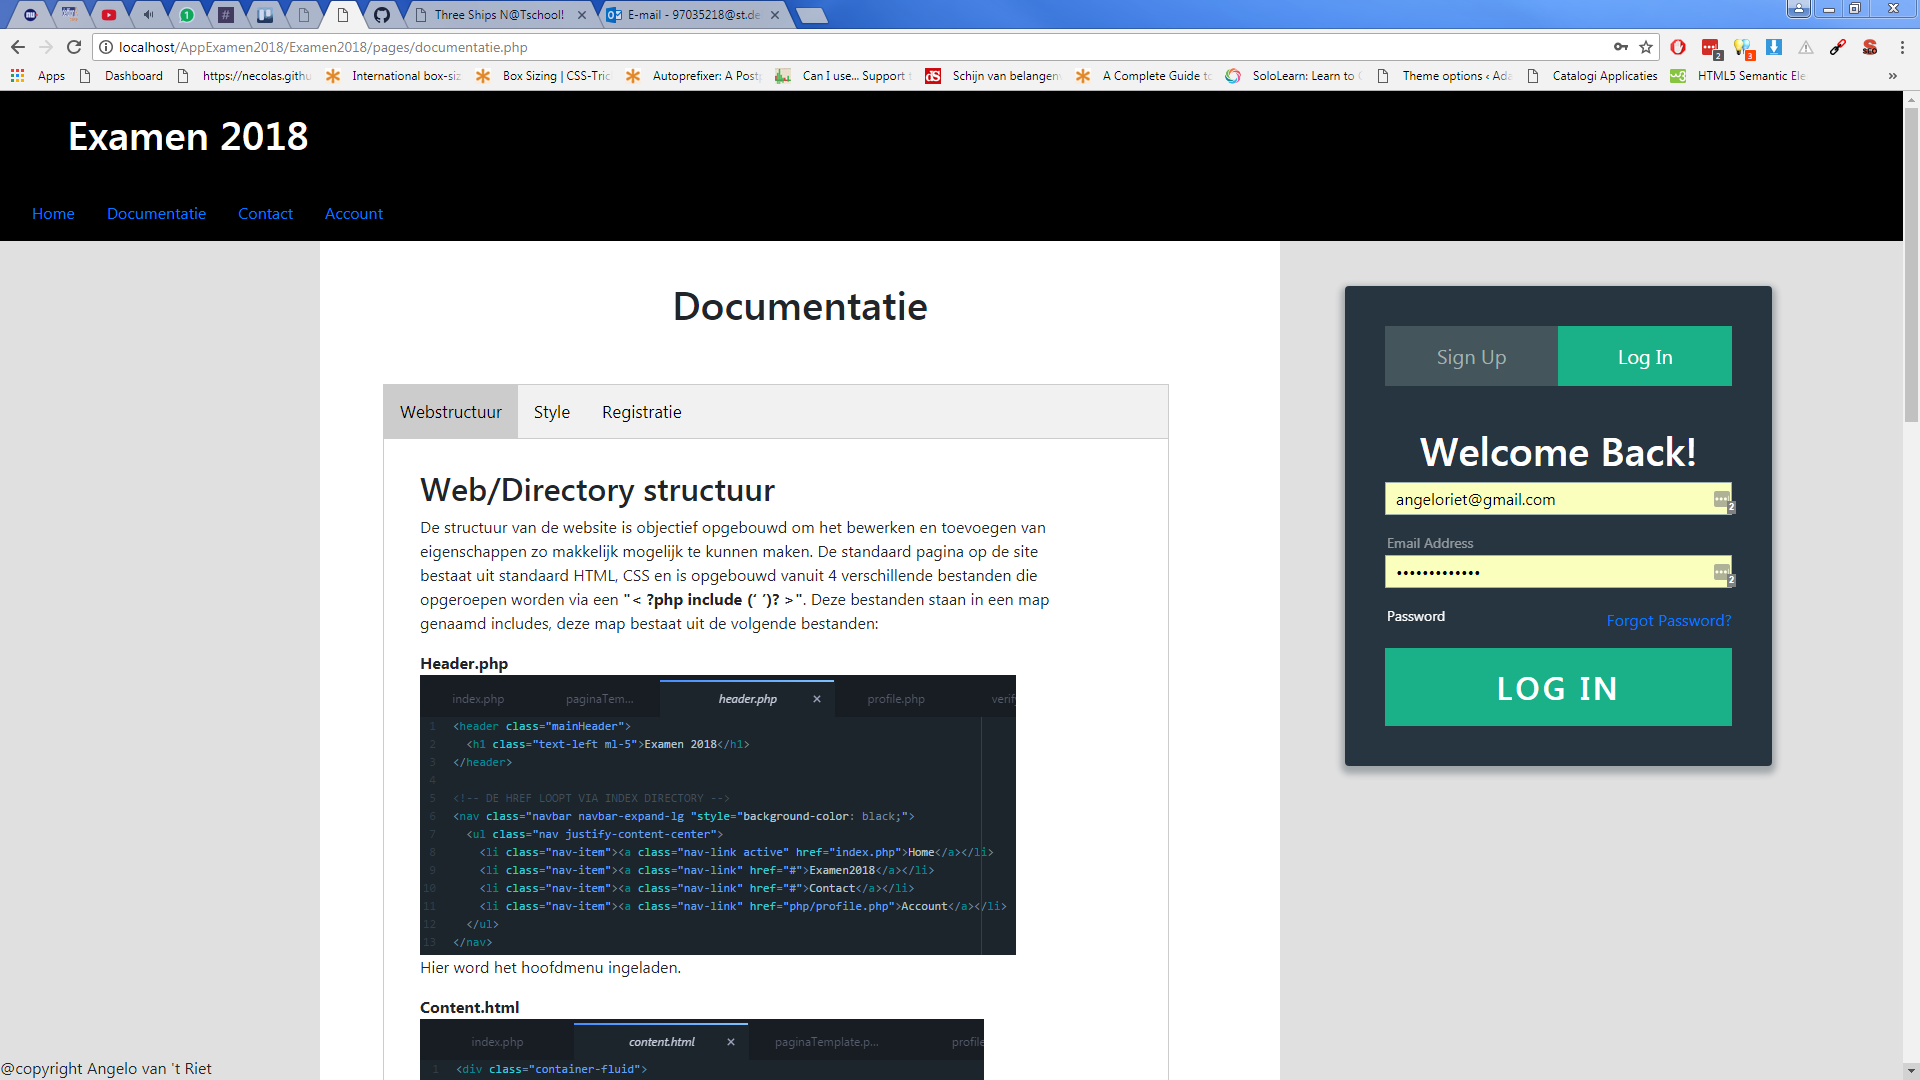 Three Ships N@Tschool!
E-mail - 97035218@st.de
localhost/AppExamen2018/Examen2018/pages/documentatie.php
Apps
Dashboard
https://necolas.githu
International box-siz
Box Sizing | CSS-Tric
Autoprefixer: A Post
Can I use... Support t
Schijn van belangen
A Complete Guide to
SoloLearn: Learn to C
Theme options ‹ Ada
Catalogi Applicaties
HTML5 Semantic Ele
»
Examen 2018
Home
Documentatie
Contact
Account
Documentatie
Webstructuur
Style
Registratie
Web/Directory structuur
De structuur van de website is objectief opgebouwd om het bewerken en toevoegen van
eigenschappen zo makkelijk mogelijk te kunnen maken. De standaard pagina op de site
bestaat uit standaard HTML, CSS en is opgebouwd vanuit 4 verschillende bestanden die
opgeroepen worden via een "< ?php include (‘ ’)? >". Deze bestanden staan in een map
genaamd includes, deze map bestaat uit de volgende bestanden:
Header.php
index.php
paginaTem...
header.php
profile.php
verify
1 <header class="mainHeader">
2 <h1 class="text-left ml-5">Examen 2018</h1>
3 </header>
4
5 <!-- DE HREF LOOPT VIA INDEX DIRECTORY -->
6 <nav class="navbar navbar-expand-lg "style="background-color: black;">
7 <ul class="nav justify-content-center">
8 <li class="nav-item"><a class="nav-link active" href="index.php">Home</a></li>
9 <li class="nav-item"><a class="nav-link" href="#">Examen2018</a></li>
10 <li class="nav-item"><a class="nav-link" href="#">Contact</a></li>
11 <li class="nav-item"><a class="nav-link" href="php/profile.php">Account</a></li>
12 </ul>
13 </nav>
Hier word het hoofdmenu ingeladen.
Content.html
index.php
content.html
paginaTemplate.p...
profile
1 <div class="container-fluid">
Sign Up
Log In
Welcome Back!
angeloriet@gmail.com
Email Address
•••••••••••••
Password
Forgot Password?
LOG IN
@copyright Angelo van 't Riet